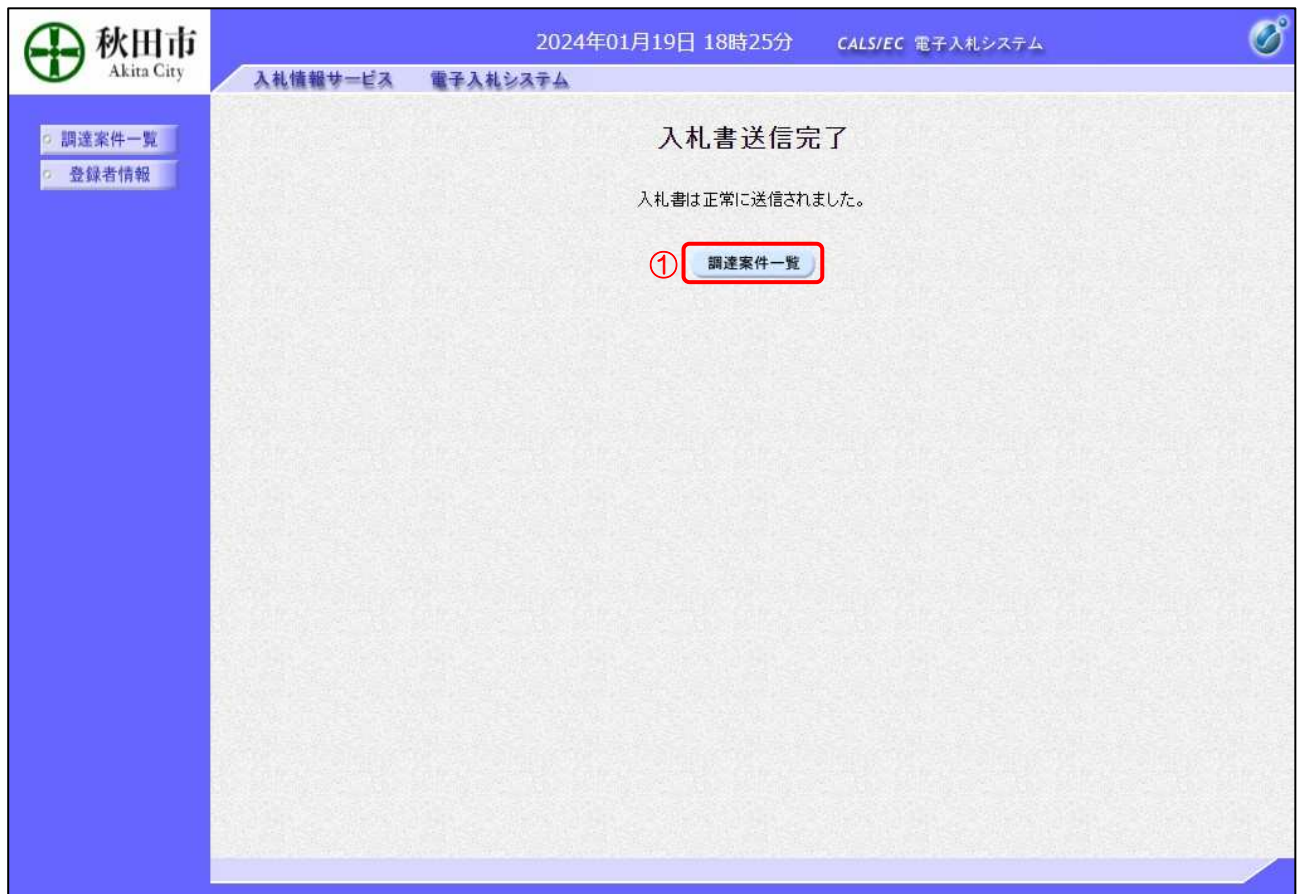 秋田市
Akita City
2024年01月19日 18時25分 CALS/EC 電子入札システム
入札情報サービス 電子入札システム
調達案件一覧
登録者情報
入札書送信完了
入札書は正常に送信されました。
① 調達案件一覧